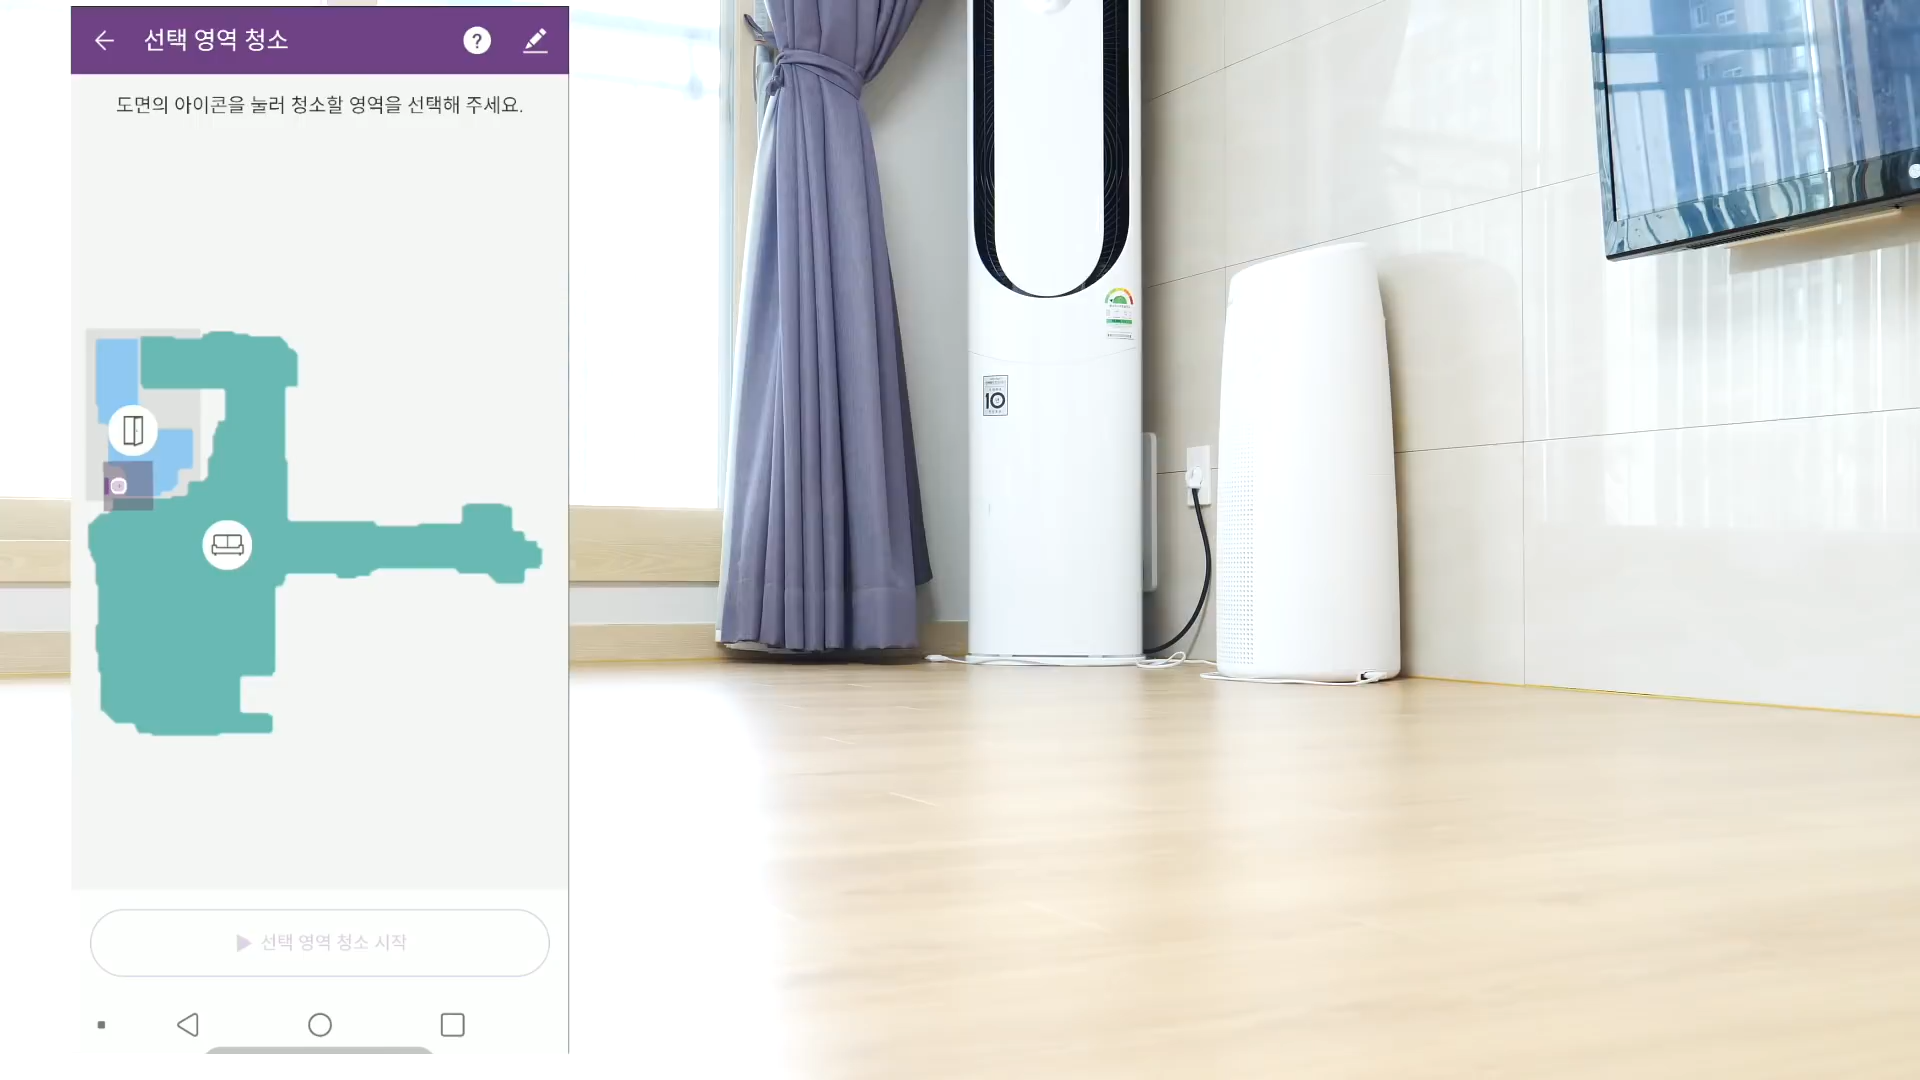 선택 영역 청소
?
도면의 아이콘을 눌러 청소할 영역을 선택해 주세요.
선택 영역 청소 시작
10